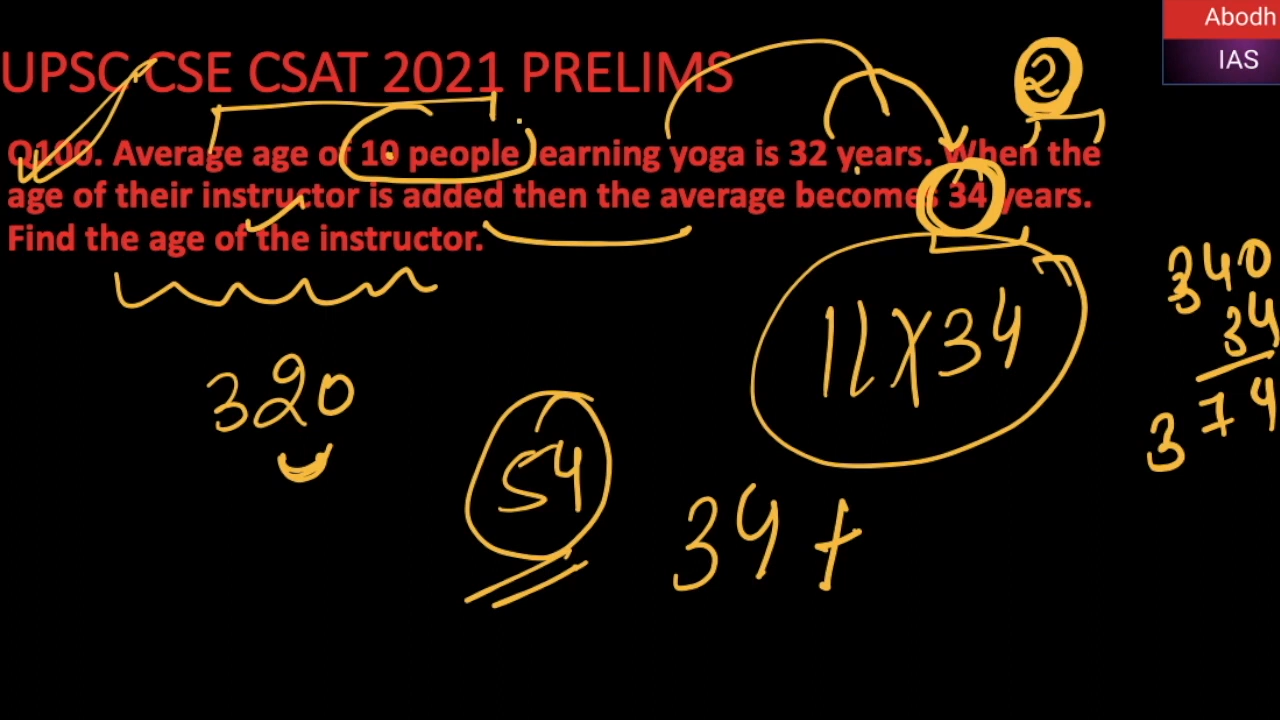 Abodh
IAS
UPSC CSE CSAT 2021 PRELIMS
2
Q100. Average age of 10 people learning yoga is 32 years. When the
age of their instructor is added then the average becomes 34 years.
Find the age of the instructor.
340
34
374
11X34
320
54
34 +